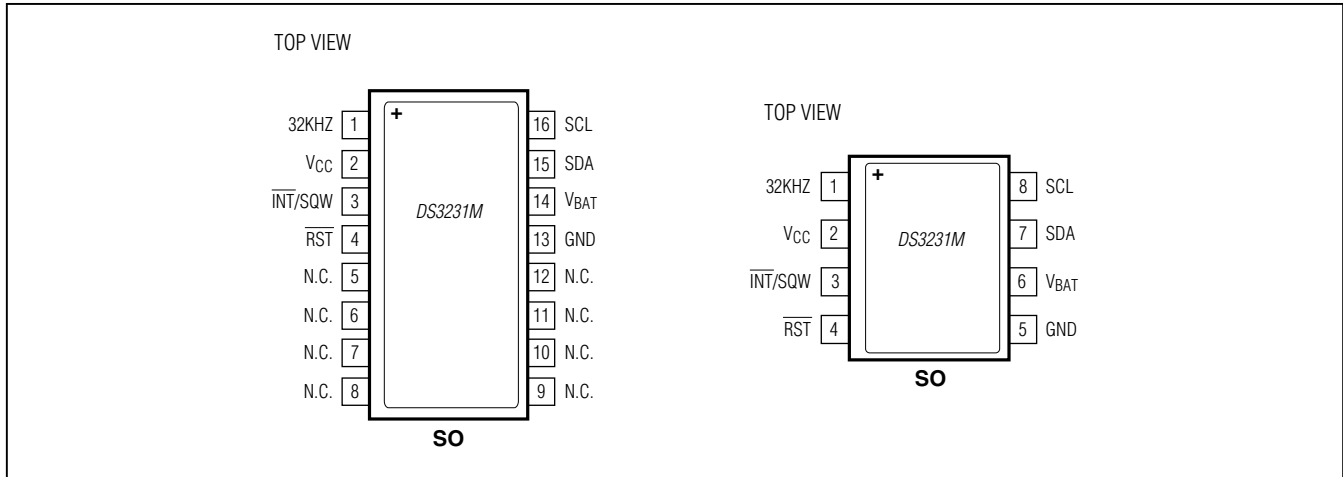 TOP VIEW
32KHZ 1
VCC 2
INT/SQW 3
RST 4
N.C. 5
N.C. 6
N.C. 7
N.C. 8
+
DS3231M
16 SCL
15 SDA
14 VBAT
13 GND
12 N.C.
11 N.C.
10 N.C.
9 N.C.
SO
TOP VIEW
32KHZ 1
VCC 2
INT/SQW 3
RST 4
+
DS3231M
8 SCL
7 SDA
6 VBAT
5 GND
SO